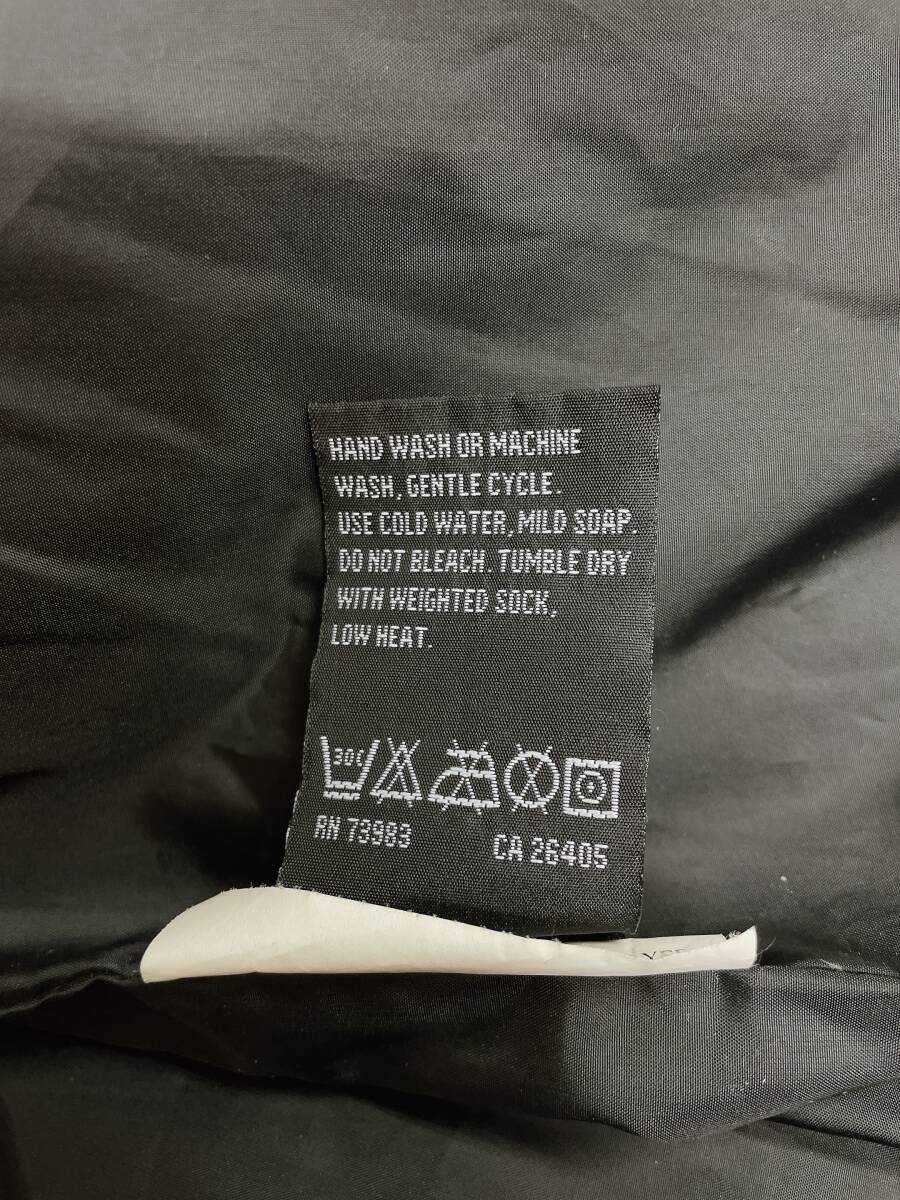 HAND WASH OR MACHINE
WASH, GENTLE CYCLE.
USE COLD WATER, MILD SOAP.
DO NOT BLEACH. TUMBLE DRY
WITH WEIGHTED SOCK,
LOW HEAT.
30C
RN 73983 CA 26405